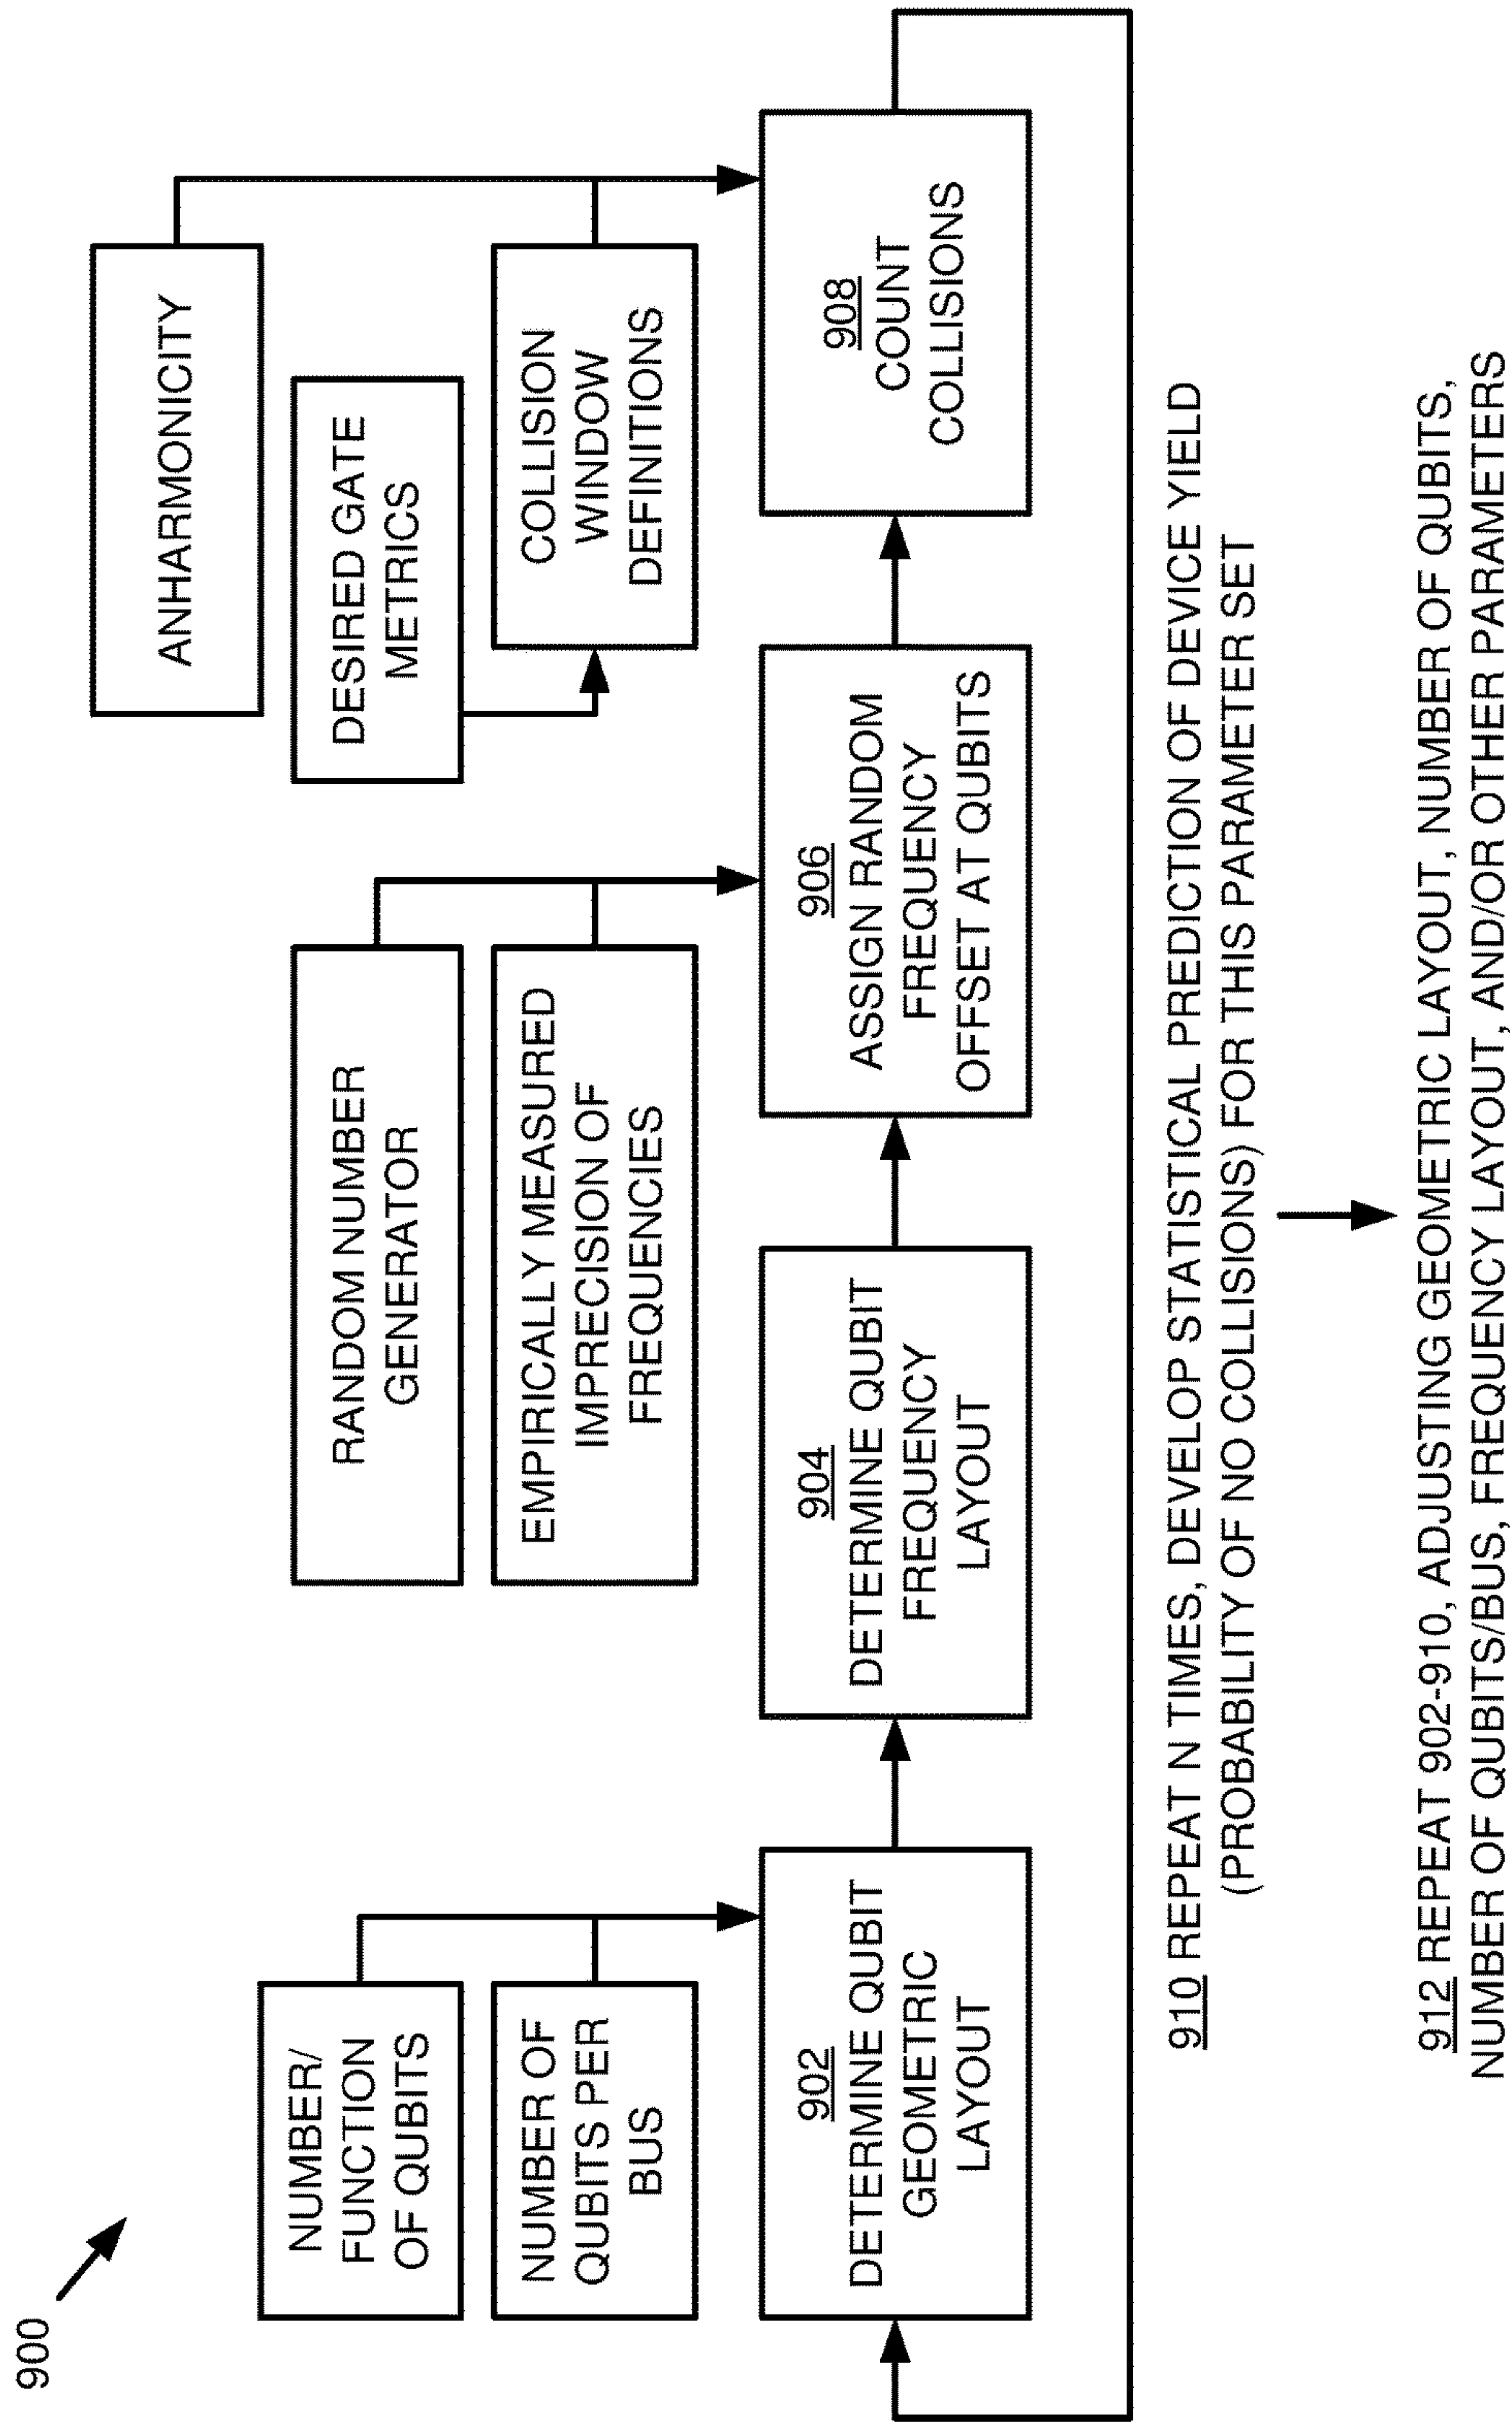 900
NUMBER/
FUNCTION
OF QUBITS
NUMBER OF
QUBITS PER
BUS
RANDOM NUMBER
GENERATOR
EMPIRICALLY MEASURED
IMPRECISION OF
FREQUENCIES
ANHARMONICITY
DESIRED GATE
METRICS
COLLISION
WINDOW
DEFINITIONS
902
DETERMINE QUBIT
GEOMETRIC
LAYOUT
904
DETERMINE QUBIT
FREQUENCY
LAYOUT
906
ASSIGN RANDOM
FREQUENCY
OFFSET AT QUBITS
908
COUNT
COLLISIONS
910 REPEAT N TIMES, DEVELOP STATISTICAL PREDICTION OF DEVICE YIELD
(PROBABILITY OF NO COLLISIONS) FOR THIS PARAMETER SET
912 REPEAT 902-910, ADJUSTING GEOMETRIC LAYOUT, NUMBER OF QUBITS,
NUMBER OF QUBITS/BUS, FREQUENCY LAYOUT, AND/OR OTHER PARAMETERS